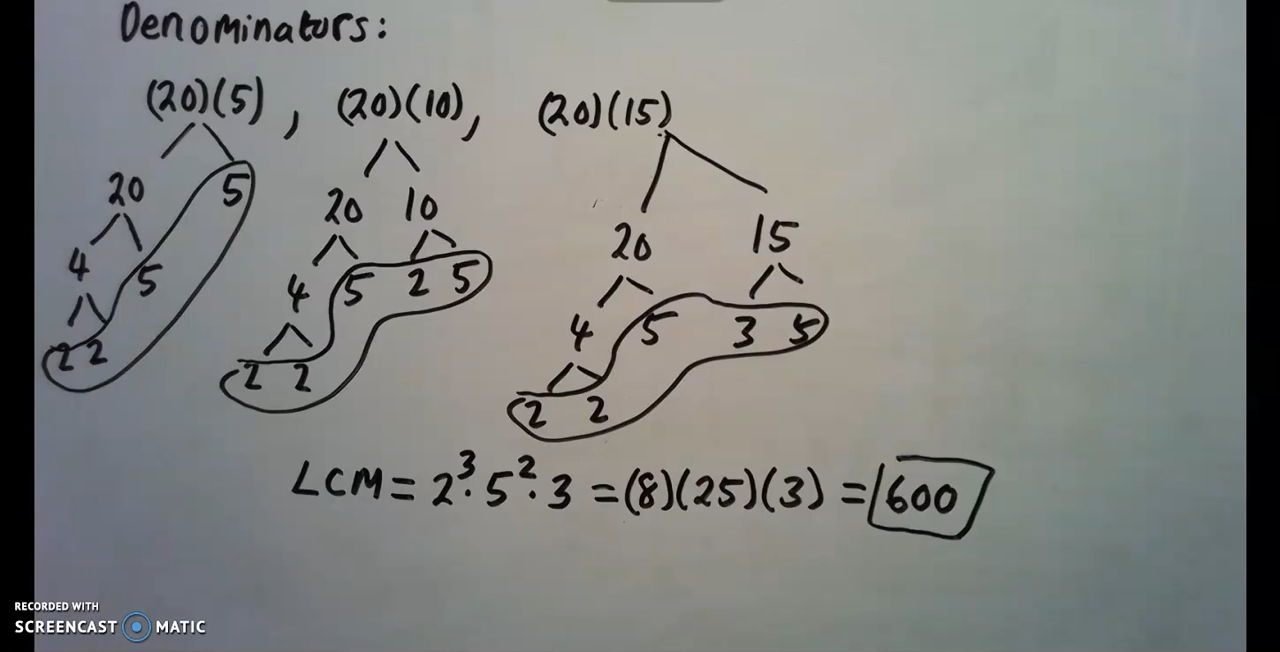 Denominators:
(20)(5), (20)(10), (20)(15)
20 5 20 10 20 15
4 5 4 5 2 5 4 5 3 5
2 2 2 2 2 2
LCM = 2³·5²·3 = (8)(25)(3) = 600
RECORDED WITH
SCREENCAST MATIC